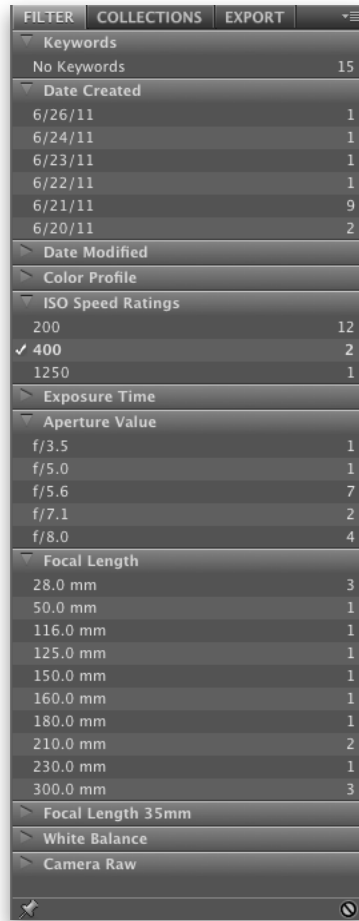 FILTER COLLECTIONS EXPORT
Keywords
No Keywords 15
Date Created
6/26/11 1
6/24/11 1
6/23/11 1
6/22/11 1
6/21/11 9
6/20/11 2
Date Modified
Color Profile
ISO Speed Ratings
200 12
✓ 400 2
1250 1
Exposure Time
Aperture Value
f/3.5 1
f/5.0 1
f/5.6 7
f/7.1 2
f/8.0 4
Focal Length
28.0 mm 3
50.0 mm 1
116.0 mm 1
125.0 mm 1
150.0 mm 1
160.0 mm 1
180.0 mm 1
210.0 mm 2
230.0 mm 1
300.0 mm 3
Focal Length 35mm
White Balance
Camera Raw